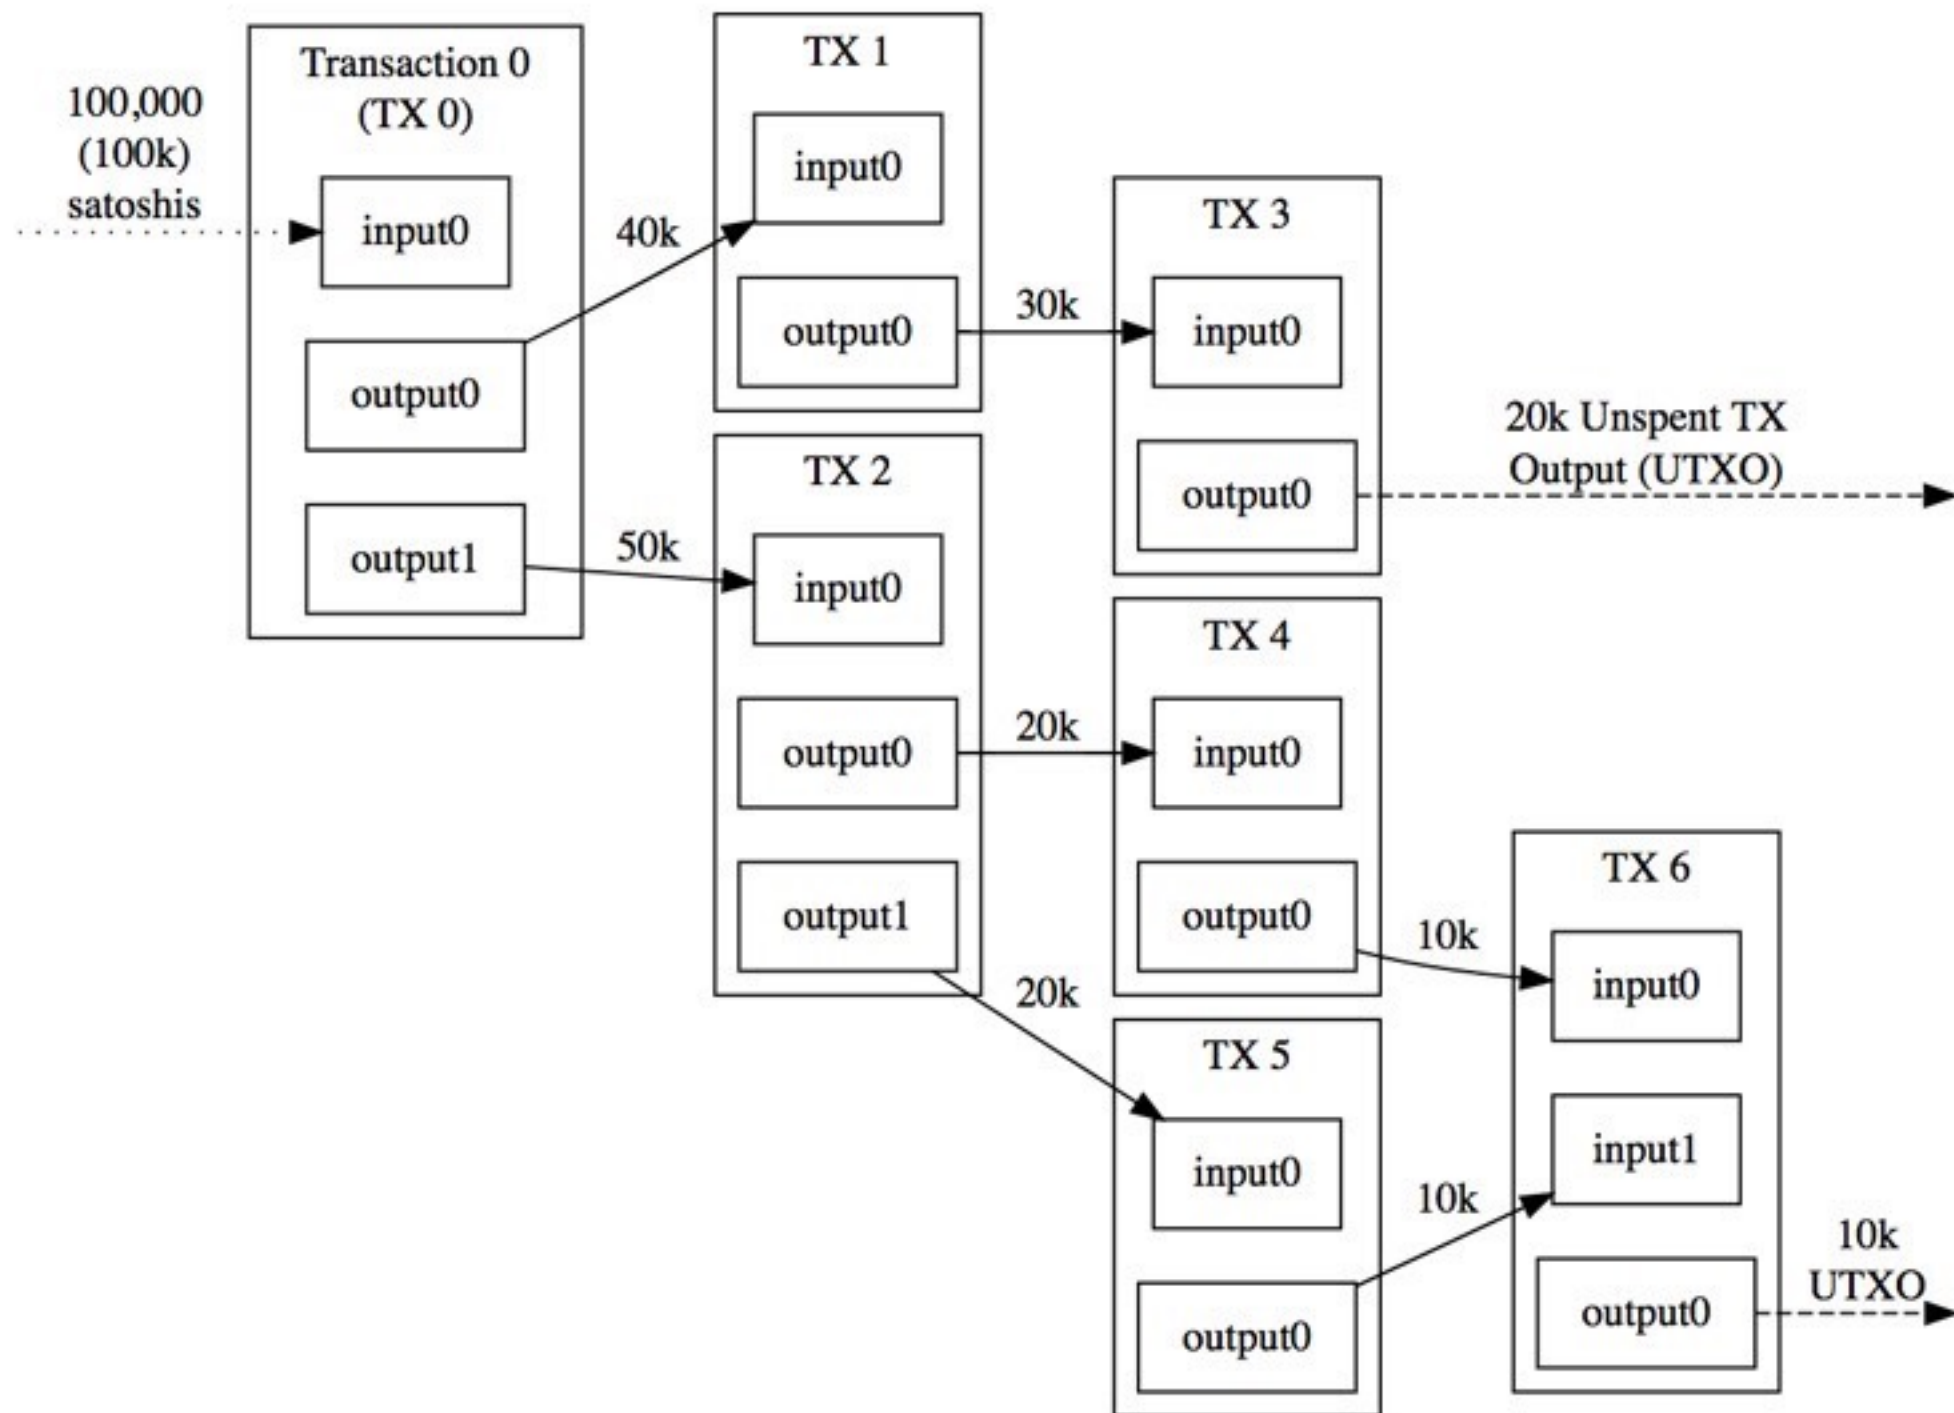 100,000
(100k)
satoshis
Transaction 0
(TX 0)
input0
output0
output1
40k
50k
TX 1
input0
output0
30k
TX 2
input0
output0
output1
20k
20k
TX 3
input0
output0
20k Unspent TX
Output (UTXO)
TX 4
input0
output0
10k
TX 5
input0
output0
10k
TX 6
input0
input1
output0
10k
UTXO